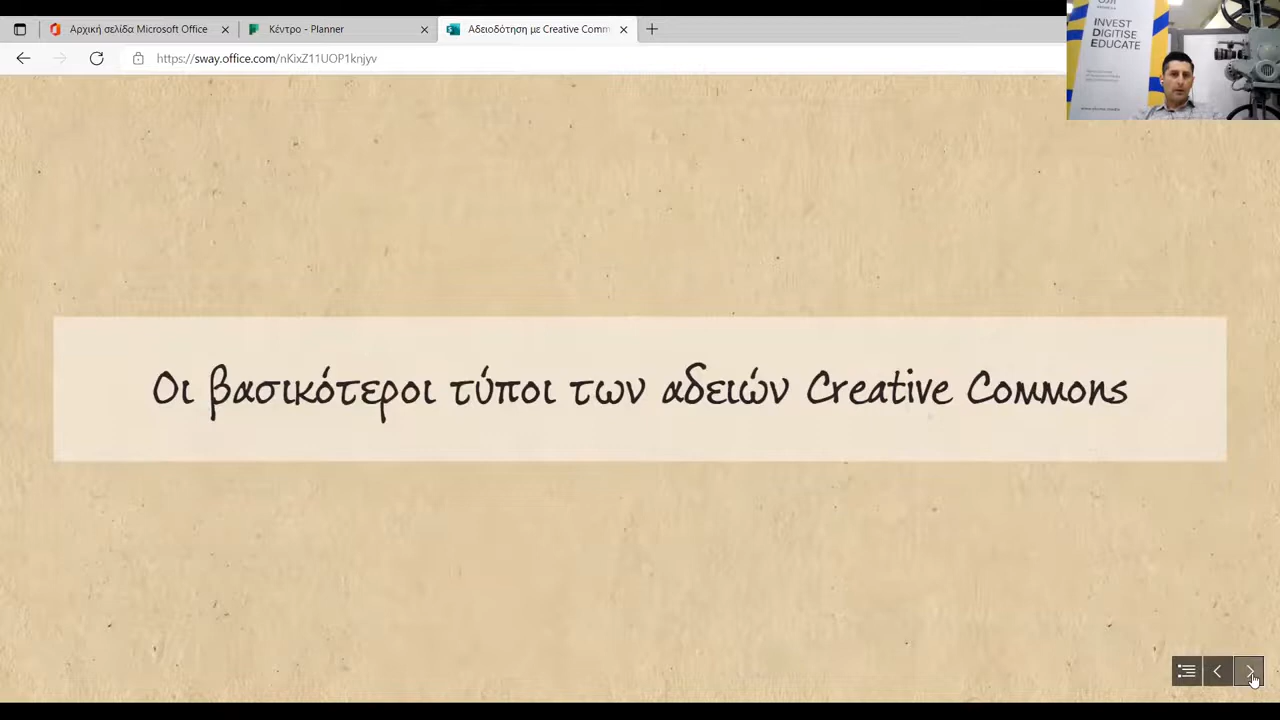 Αρχική σελίδα Microsoft Office
Κέντρο - Planner
Αδειοδότηση με Creative Comm
https://sway.office.com/nKixZ11UOP1knjyv
INVEST
DIGITISE
EDUCATE
Οι βασικότεροι τύποι των αδειών Creative Commons